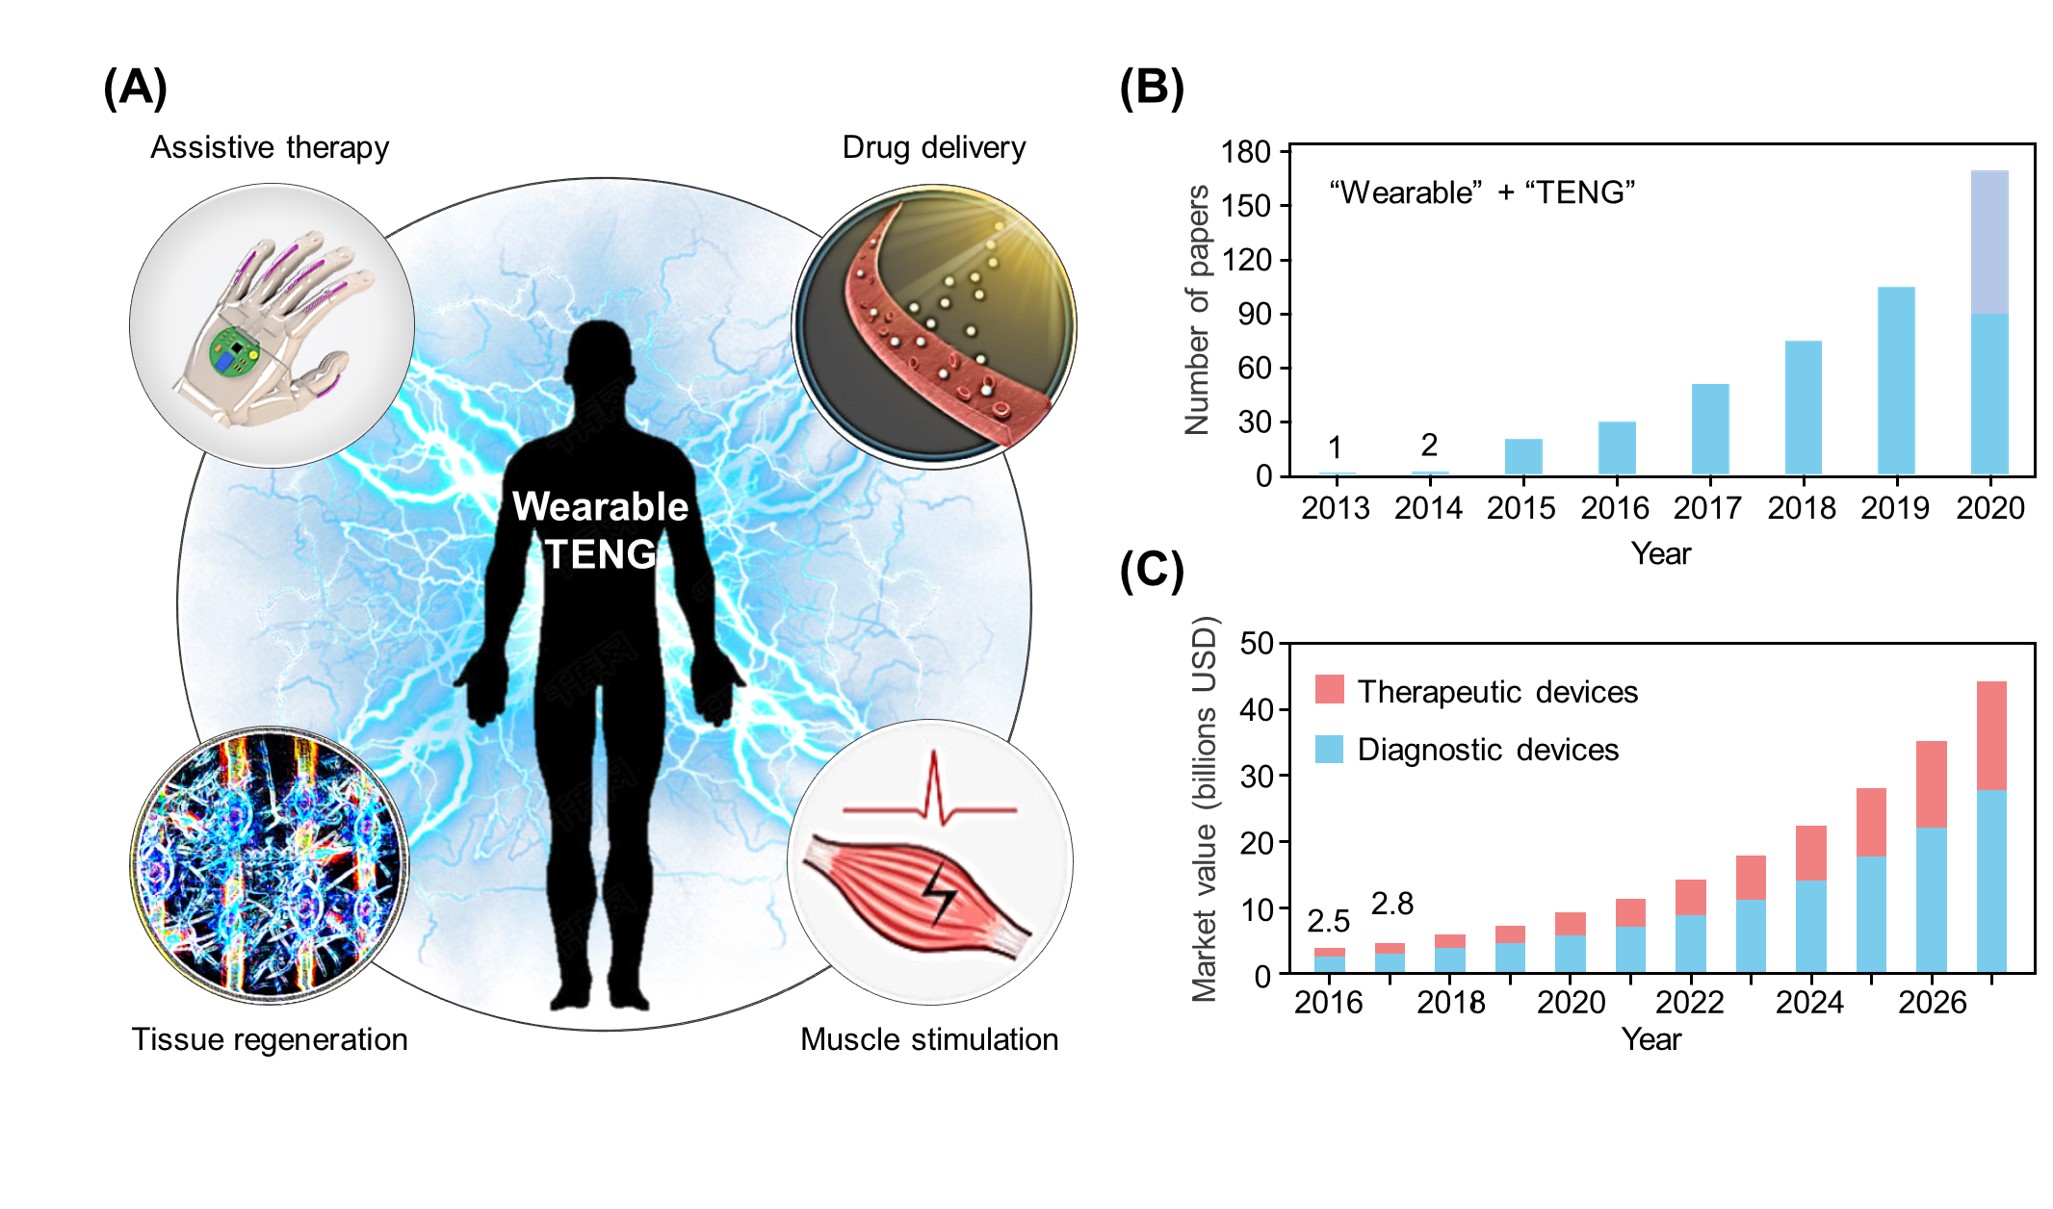 (A)
Assistive therapy
Drug delivery
Wearable
TENG
Tissue regeneration
Muscle stimulation
(B)
180
150
120
90
60
30
0
Number of papers
“Wearable” + “TENG”
1
2
2013 2014 2015 2016 2017 2018 2019 2020
Year
(C)
50
40
30
20
10
0
Market value (billions USD)
Therapeutic devices
Diagnostic devices
2.5
2.8
2016 2018 2020 2022 2024 2026
Year